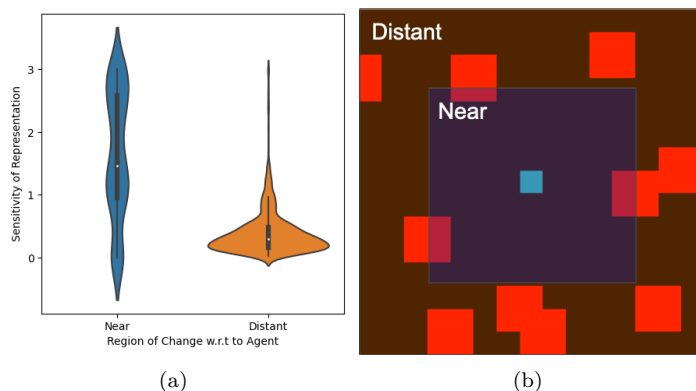 Sensitivity of Representation
3
2
1
0
Near
Distant
Region of Change w.r.t to Agent
(a)
Distant
Near
(b)